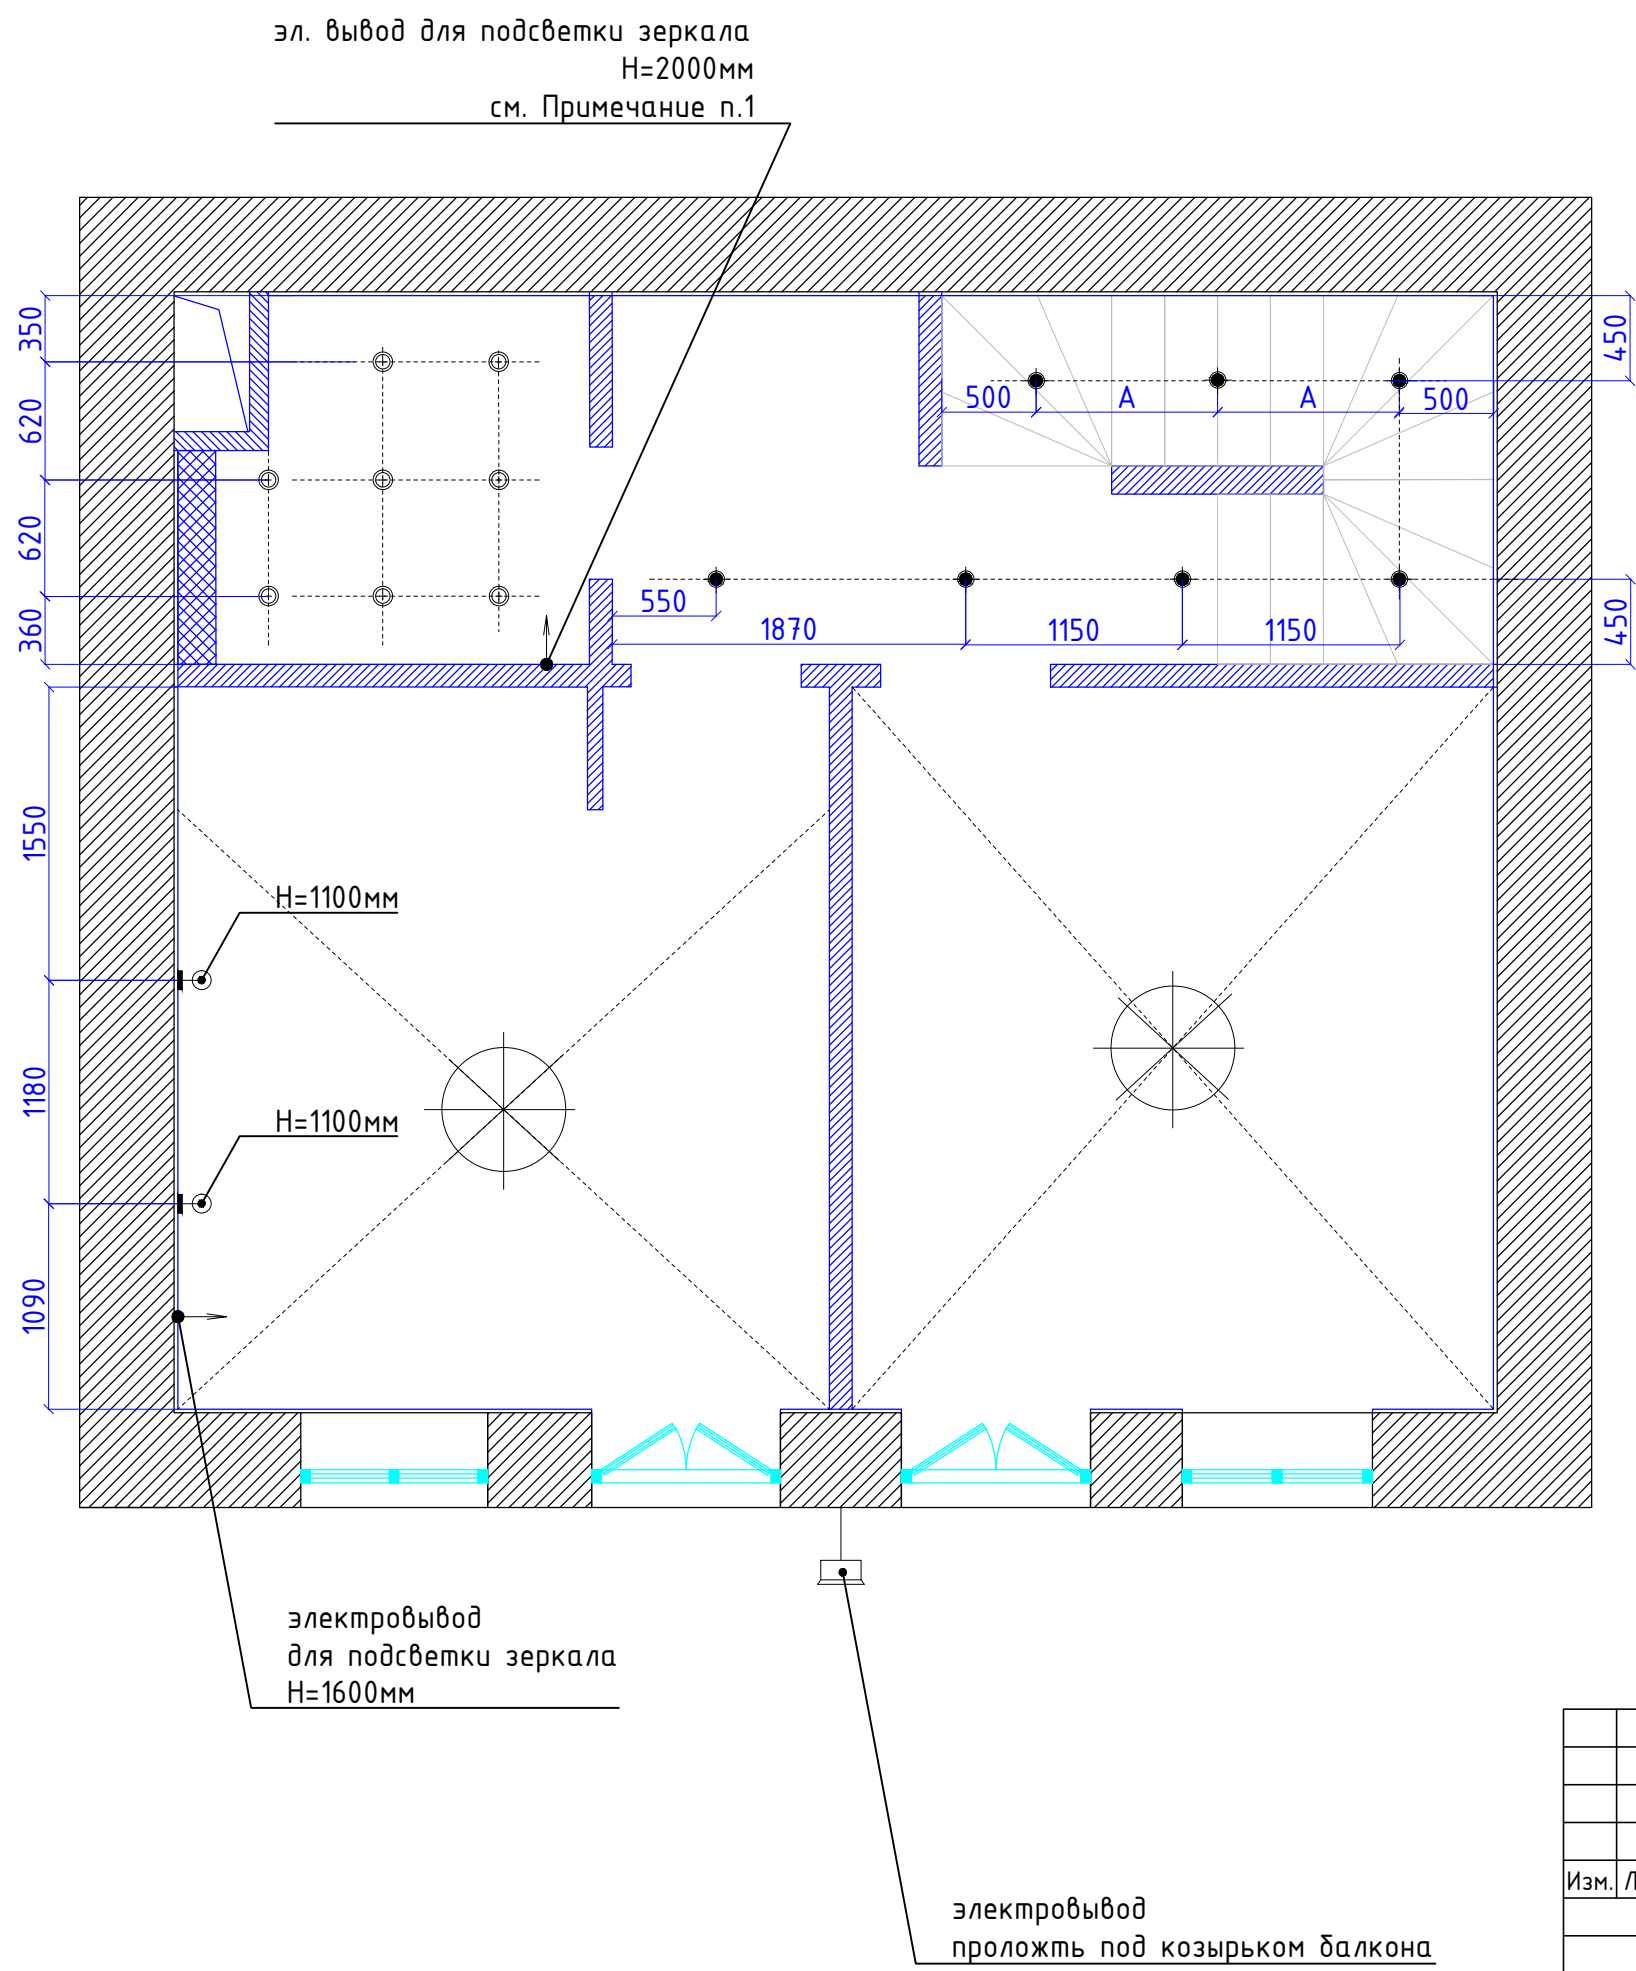 эл. вывод для подсветки зеркала
H=2000мм
см. Примечание п.1
350
620
620
360
450
500
A
A
500
550
1870
1150
1150
450
1550
H=1100мм
1180
H=1100мм
1090
электровывод
для подсветки зеркала
H=1600мм
электровывод
проложть под козырьком балкона
Изм.